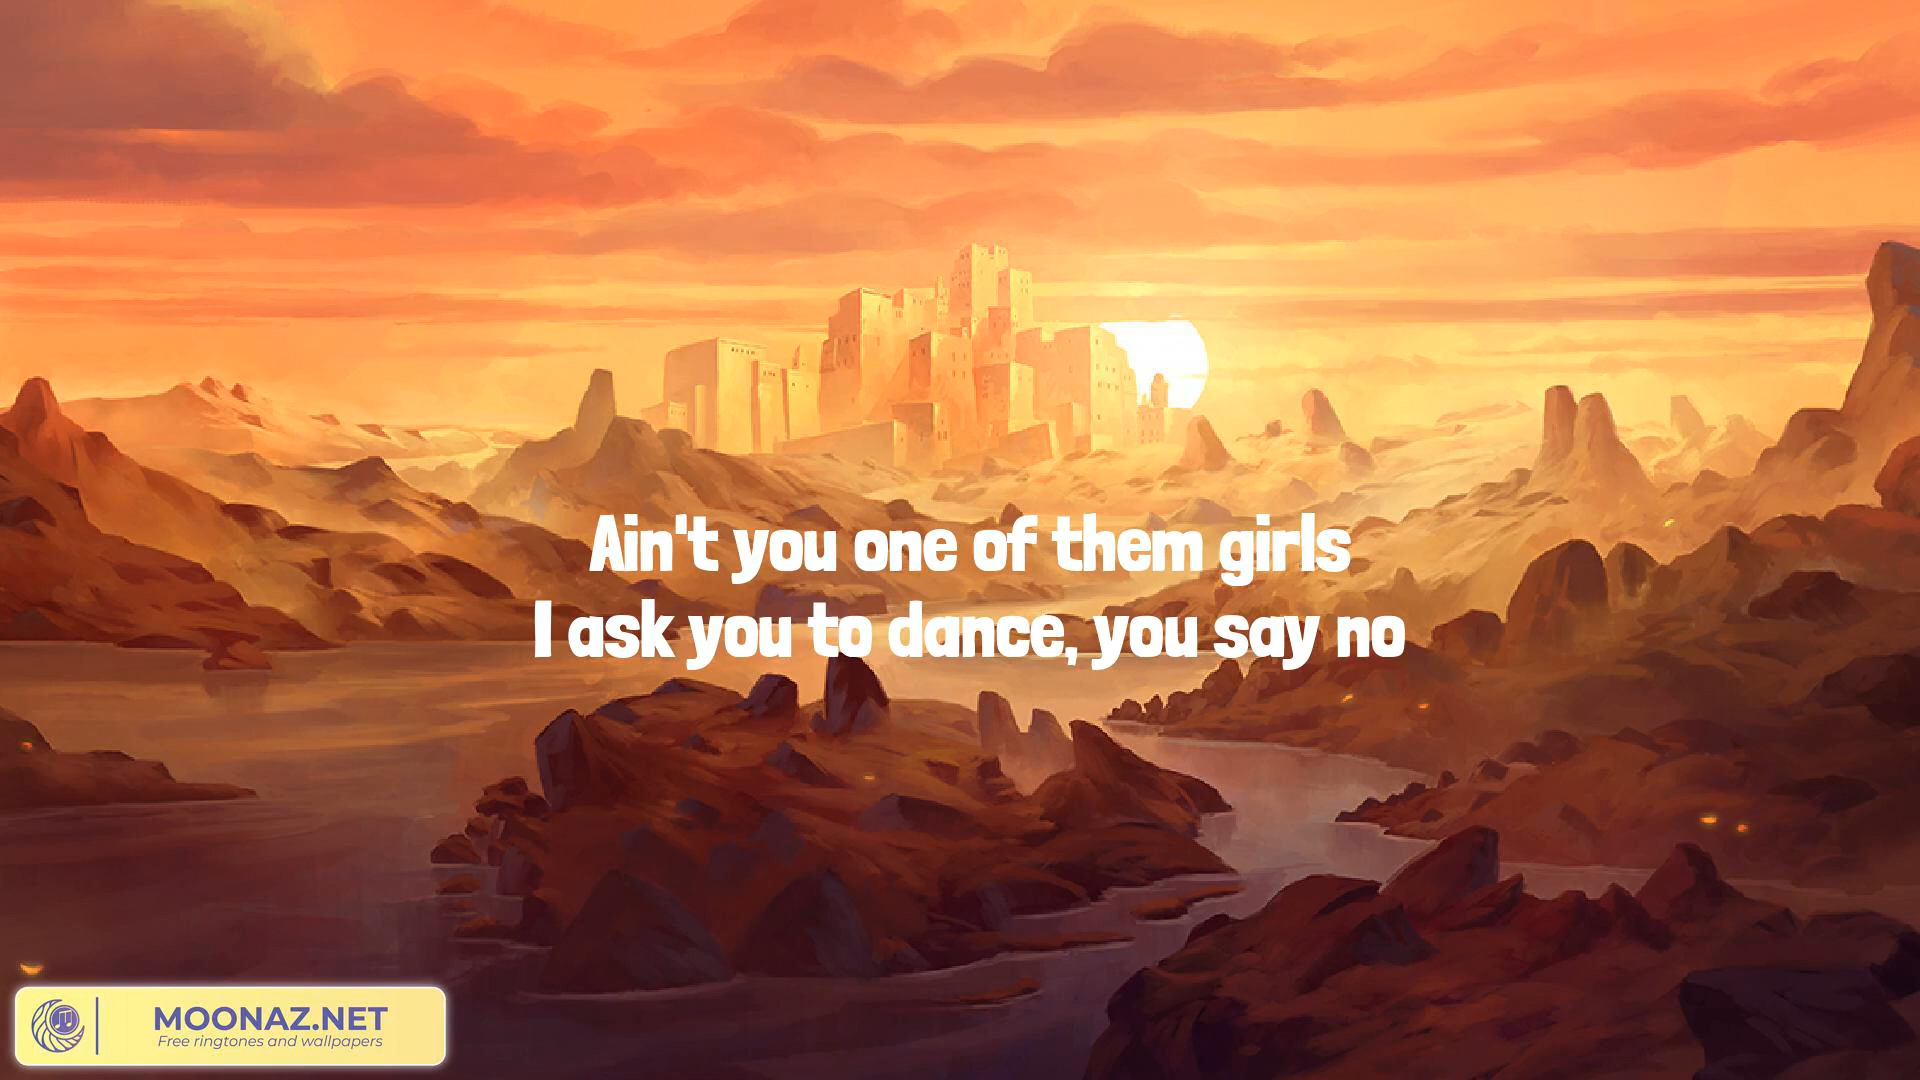 Ain't you one of them girls
I ask you to dance, you say no
MOONAZ.NET
Free ringtones and wallpapers